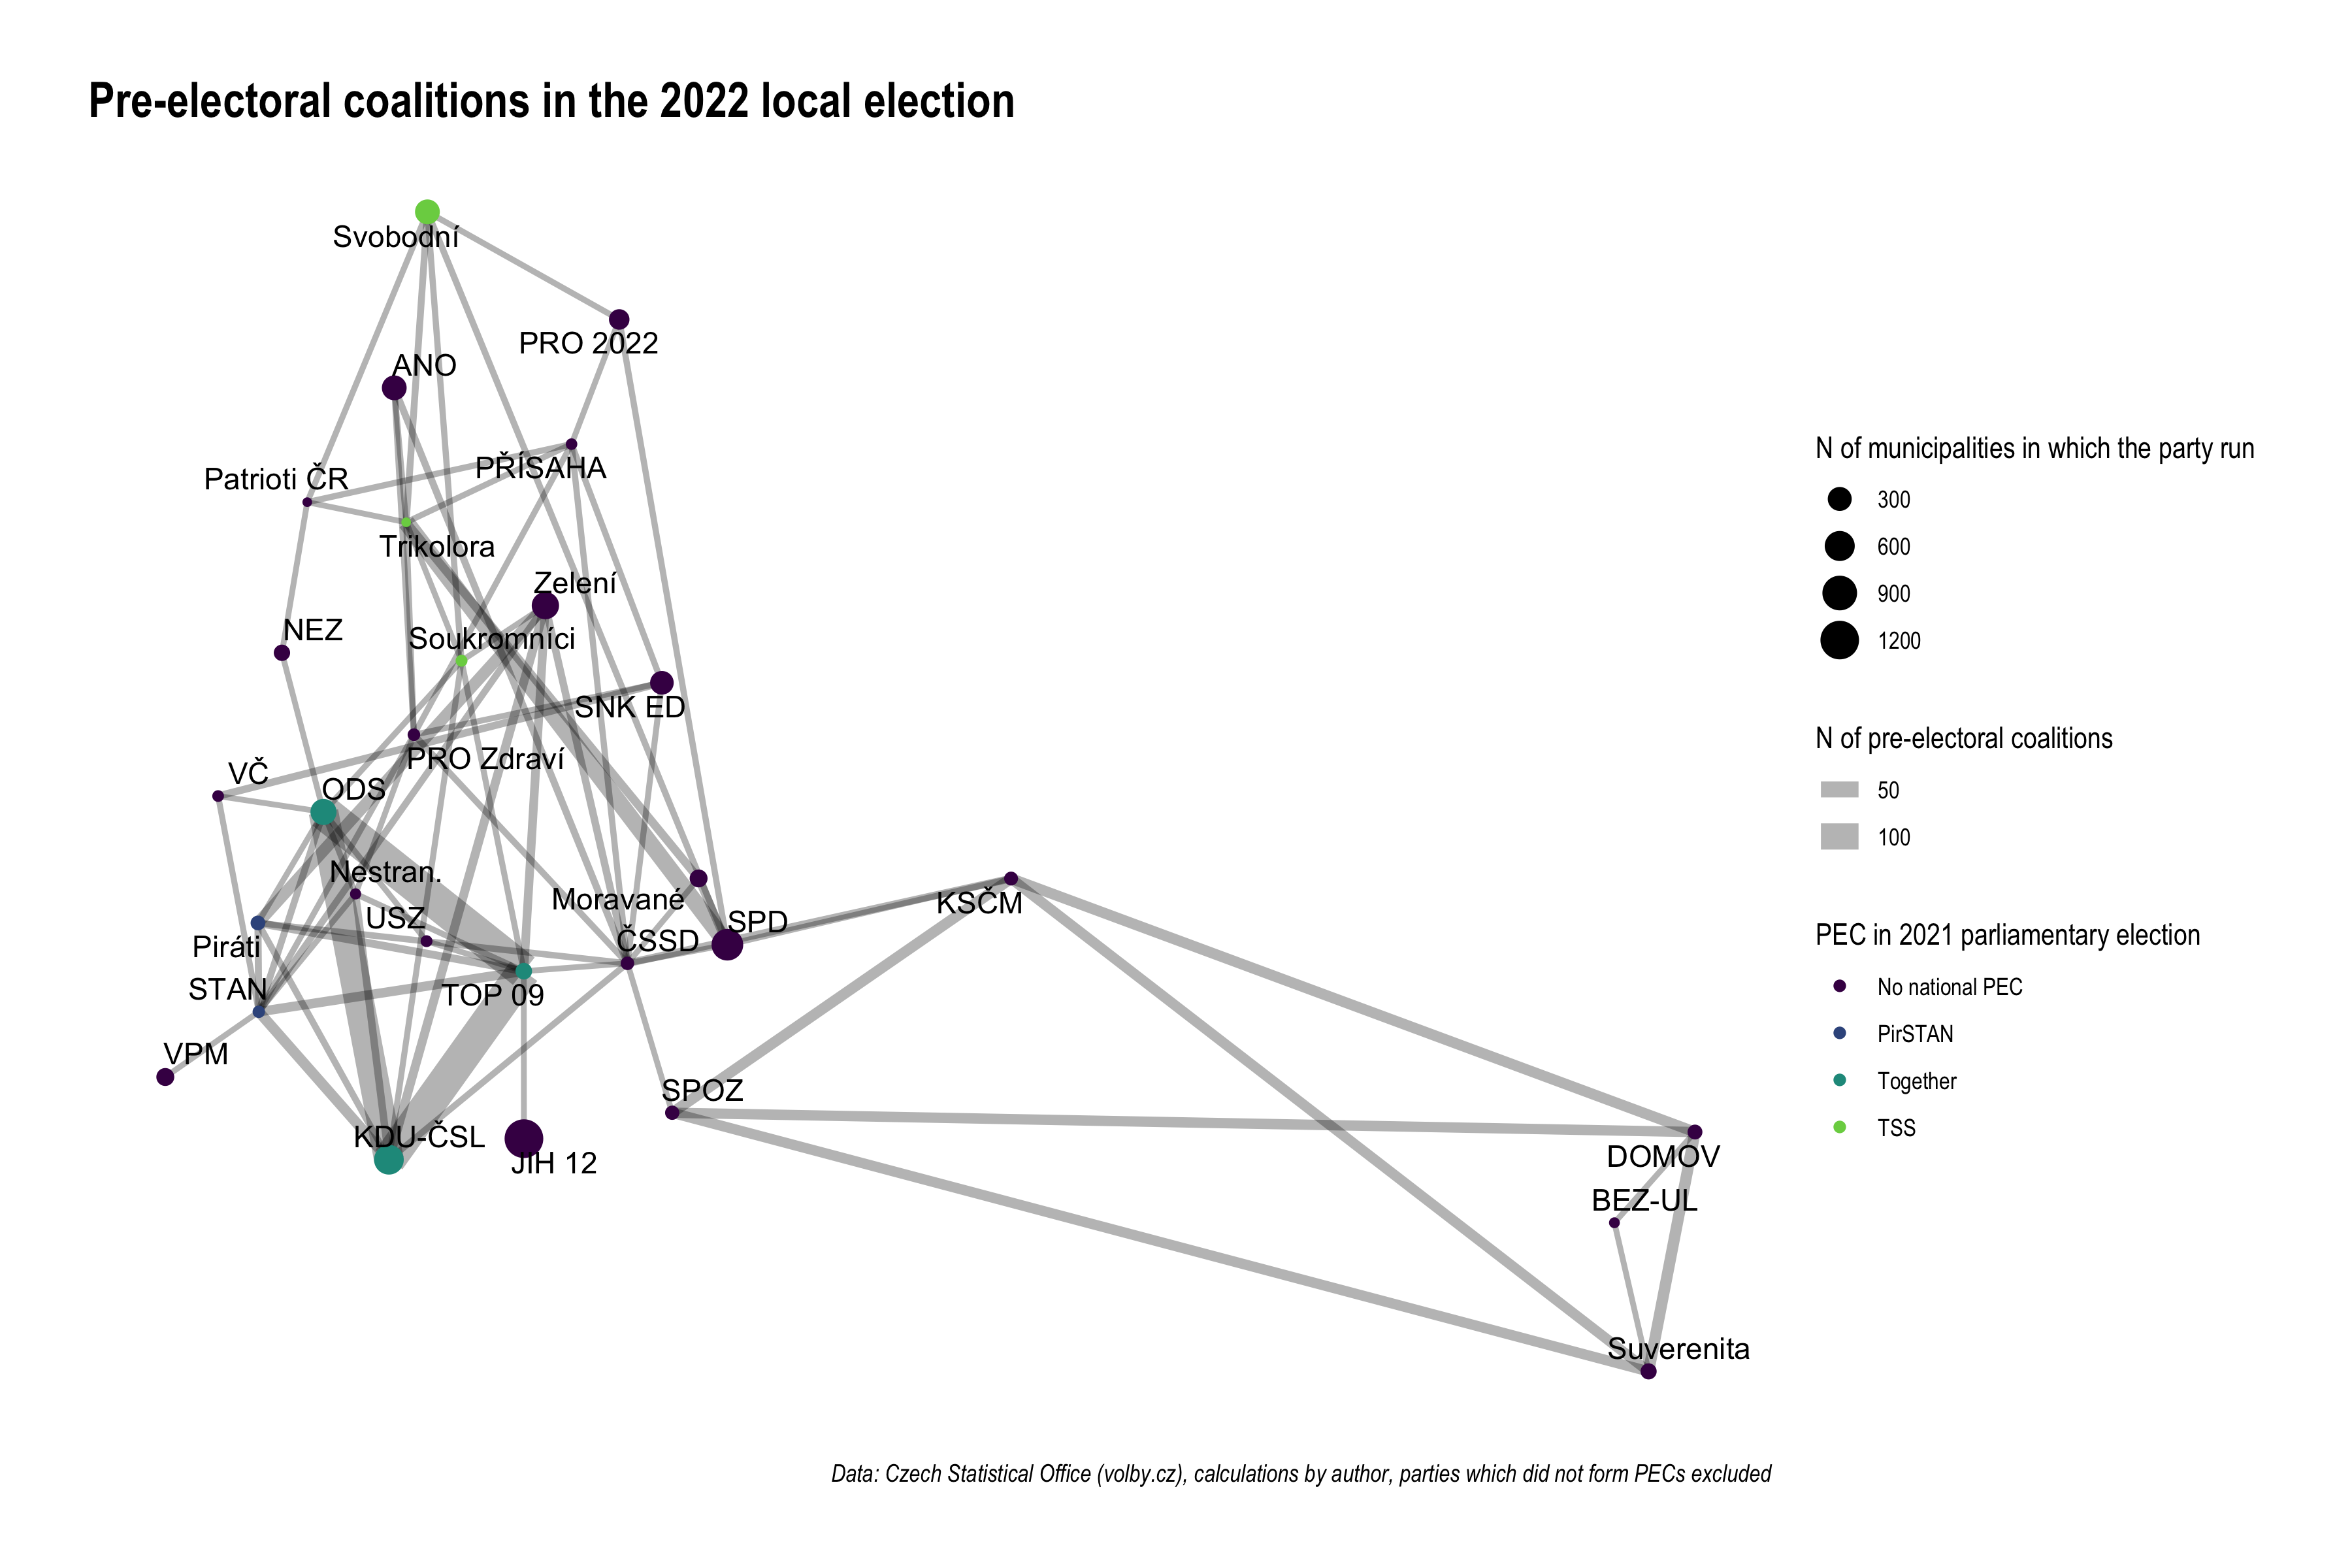 Pre-electoral coalitions in the 2022 local election
Svobodní
PRO 2022
ANO
PŘÍSAHA
Patrioti ČR
Trikolora
Zelení
NEZ
Soukromníci
SNK ED
PRO Zdraví
VČ
ODS
Nestran.
Moravané
KSČM
USZ
SPD
ČSSD
Piráti
STAN
TOP 09
VPM
SPOZ
KDU-ČSL
JIH 12
DOMOV
BEZ-UL
Suverenita
N of municipalities in which the party run
300
600
900
1200
N of pre-electoral coalitions
50
100
PEC in 2021 parliamentary election
No national PEC
PirSTAN
Together
TSS
Data: Czech Statistical Office (volby.cz), calculations by author, parties which did not form PECs excluded